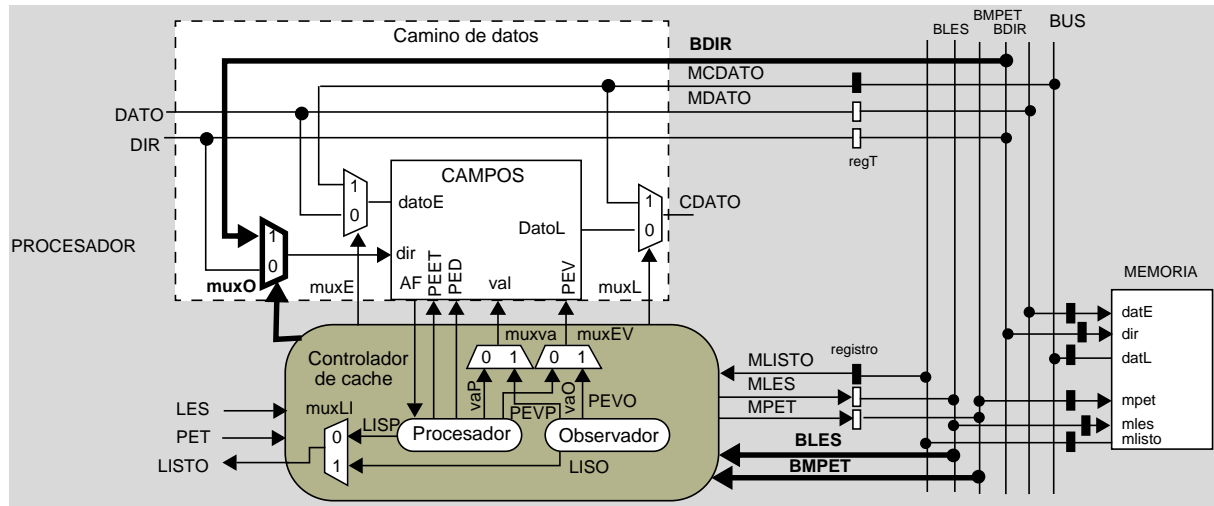 BMPET
BLES BDIR BUS
Camino de datos
BDIR
MCDATO
MDATO
DATO
DIR
regT
CAMPOS
1
0
datoE
DatoL
1
0
CDATO
1
0
dir
PROCESADOR
muxO
muxE
AF
PEET
PED
val
PEV
muxL
MEMORIA
datE
dir
datL
mpet
mles
mlisto
muxva
muxEV
0 1
0 1
Controlador
de cache
MLISTO
registro
MLES
MPET
muxLI
vaP
vaO
PEVP
PEVO
LES
PET
LISTO
LISP
0
1
Procesador
Observador
LISO
BLES
BMPET